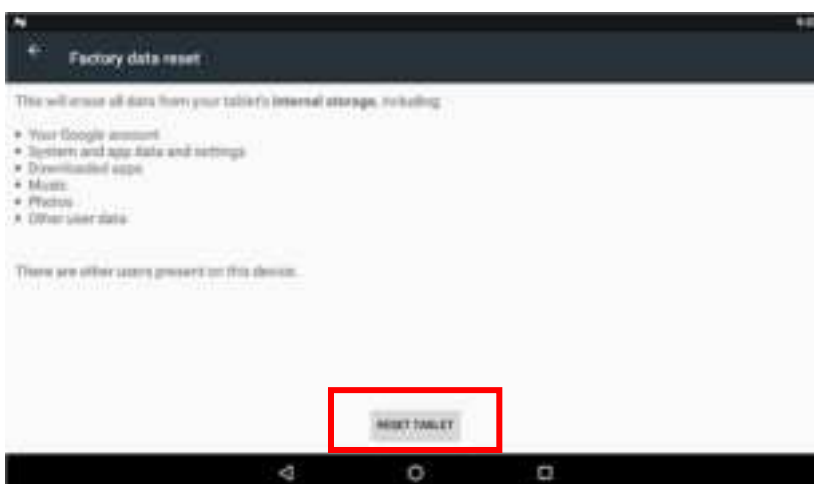 Factory data reset
This will erase all data from your tablet's internal storage, including:
• Your Google account
• System and app data and settings
• Downloaded apps
• Music
• Photos
• Other user data
There are other users present on this device.
RESET TABLET